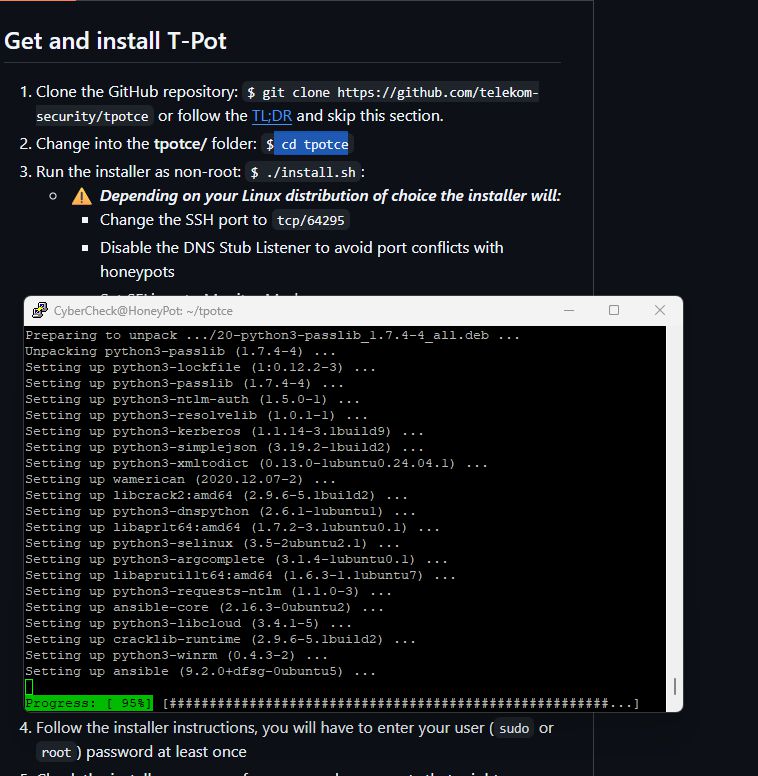 Get and install T-Pot
1. Clone the GitHub repository: $ git clone https://github.com/telekom-
security/tpotce or follow the TL;DR and skip this section.
2. Change into the tpotce/ folder: $ cd tpotce
3. Run the installer as non-root: $ ./install.sh :
⚠️ Depending on your Linux distribution of choice the installer will:
Change the SSH port to tcp/64295
Disable the DNS Stub Listener to avoid port conflicts with
honeypots
CyberCheck@HoneyPot: ~/tpotce
Preparing to unpack .../20-python3-passlib_1.7.4-4_all.deb ...
Unpacking python3-passlib (1.7.4-4) ...
Setting up python3-lockfile (1:0.12.2-3) ...
Setting up python3-passlib (1.7.4-4) ...
Setting up python3-ntlm-auth (1.5.0-1) ...
Setting up python3-resolvelib (1.0.1-1) ...
Setting up python3-kerberos (1.1.14-3.1build9) ...
Setting up python3-simplejson (3.19.2-1build2) ...
Setting up python3-xmltodict (0.13.0-1ubuntu0.24.04.1) ...
Setting up wamerican (2020.12.07-2) ...
Setting up libcrack2:amd64 (2.9.6-5.1build2) ...
Setting up python3-dnspython (2.6.1-1ubuntu1) ...
Setting up libapr1t64:amd64 (1.7.2-3.1ubuntu0.1) ...
Setting up python3-selinux (3.5-2ubuntu2.1) ...
Setting up python3-argcomplete (3.1.4-1ubuntu0.1) ...
Setting up libaprutil1t64:amd64 (1.6.3-1.1ubuntu7) ...
Setting up python3-requests-ntlm (1.1.0-3) ...
Setting up ansible-core (2.16.3-0ubuntu2) ...
Setting up python3-libcloud (3.4.1-5) ...
Setting up cracklib-runtime (2.9.6-5.1build2) ...
Setting up python3-winrm (0.4.3-2) ...
Setting up ansible (9.2.0+dfsg-0ubuntu5) ...
Progress: [ 95%] [#######################################################...]
4. Follow the installer instructions, you will have to enter your user ( sudo or
root ) password at least once